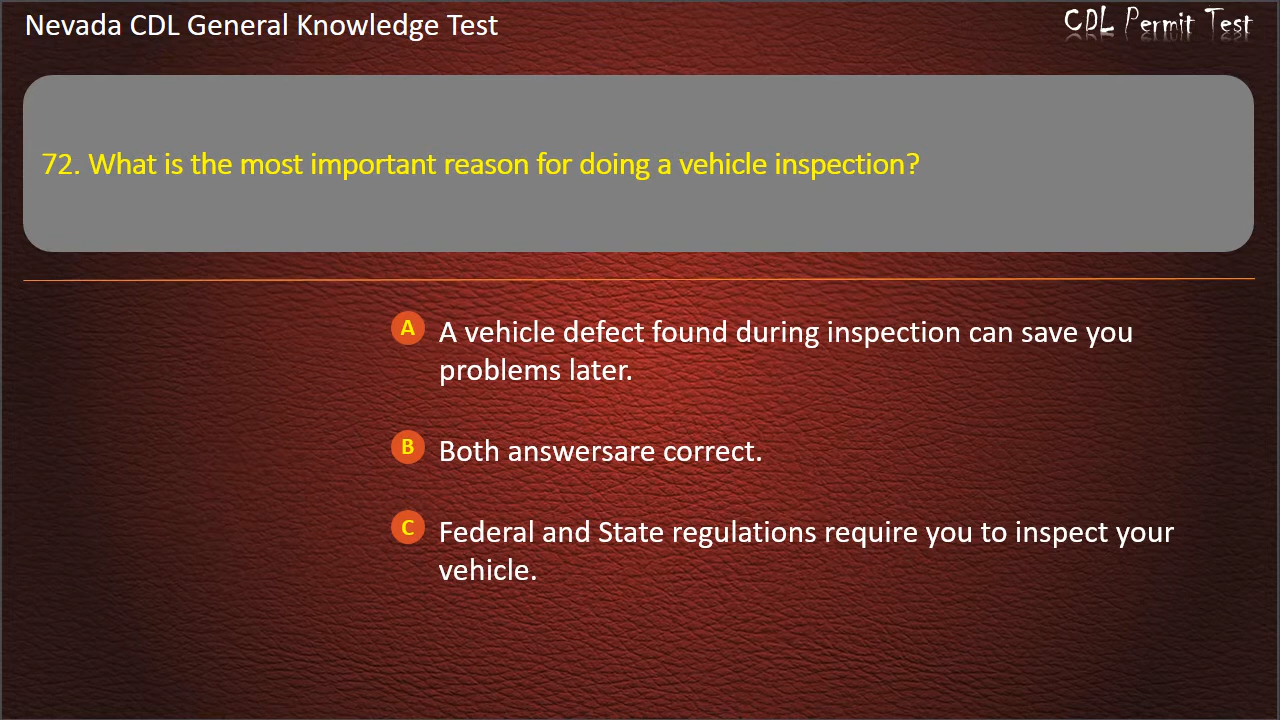 Nevada CDL General Knowledge Test
CDL Permit Test
72. What is the most important reason for doing a vehicle inspection?
A A vehicle defect found during inspection can save you
problems later.
B Both answersare correct.
C Federal and State regulations require you to inspect your
vehicle.